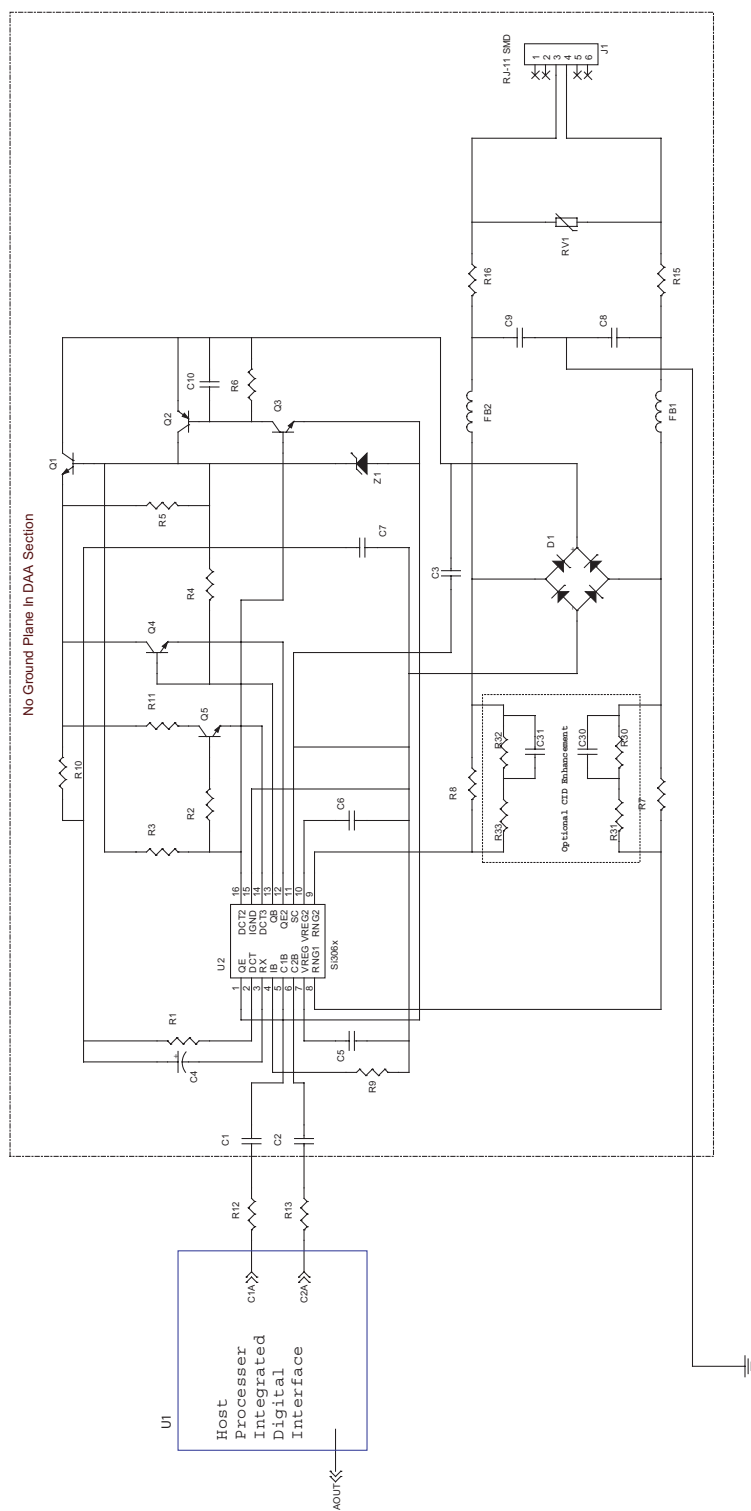 No Ground Plane In DAA Section
U1
Host
Processer
Integrated
Digital
Interface
AOUT
C1A
C2A
R12
R13
C1
C2
C4
R1
R9
C5
U2
Si306x
1 QE
2 DCT
3 RX
4 IB
5 C1B
6 C2B
7 VREG
8 RNG1
16 DCT2
15 IGND
14 DCT3
13 QB
12 QE2
11 SC
10 VREG2
9 RNG2
R3
R2
C6
R10
R11
Q5
Q4
R4
R5
C7
Q1
Q2
C10
R6
Q3
Z1
C3
D1
R8
R33
R32
C31
Optional CID Enhancement
C30
R31
R30
R7
FB2
FB1
C9
C8
R16
R15
RV1
RJ-11 SMD
1
2
3
4
5
6
J1
+
+
-